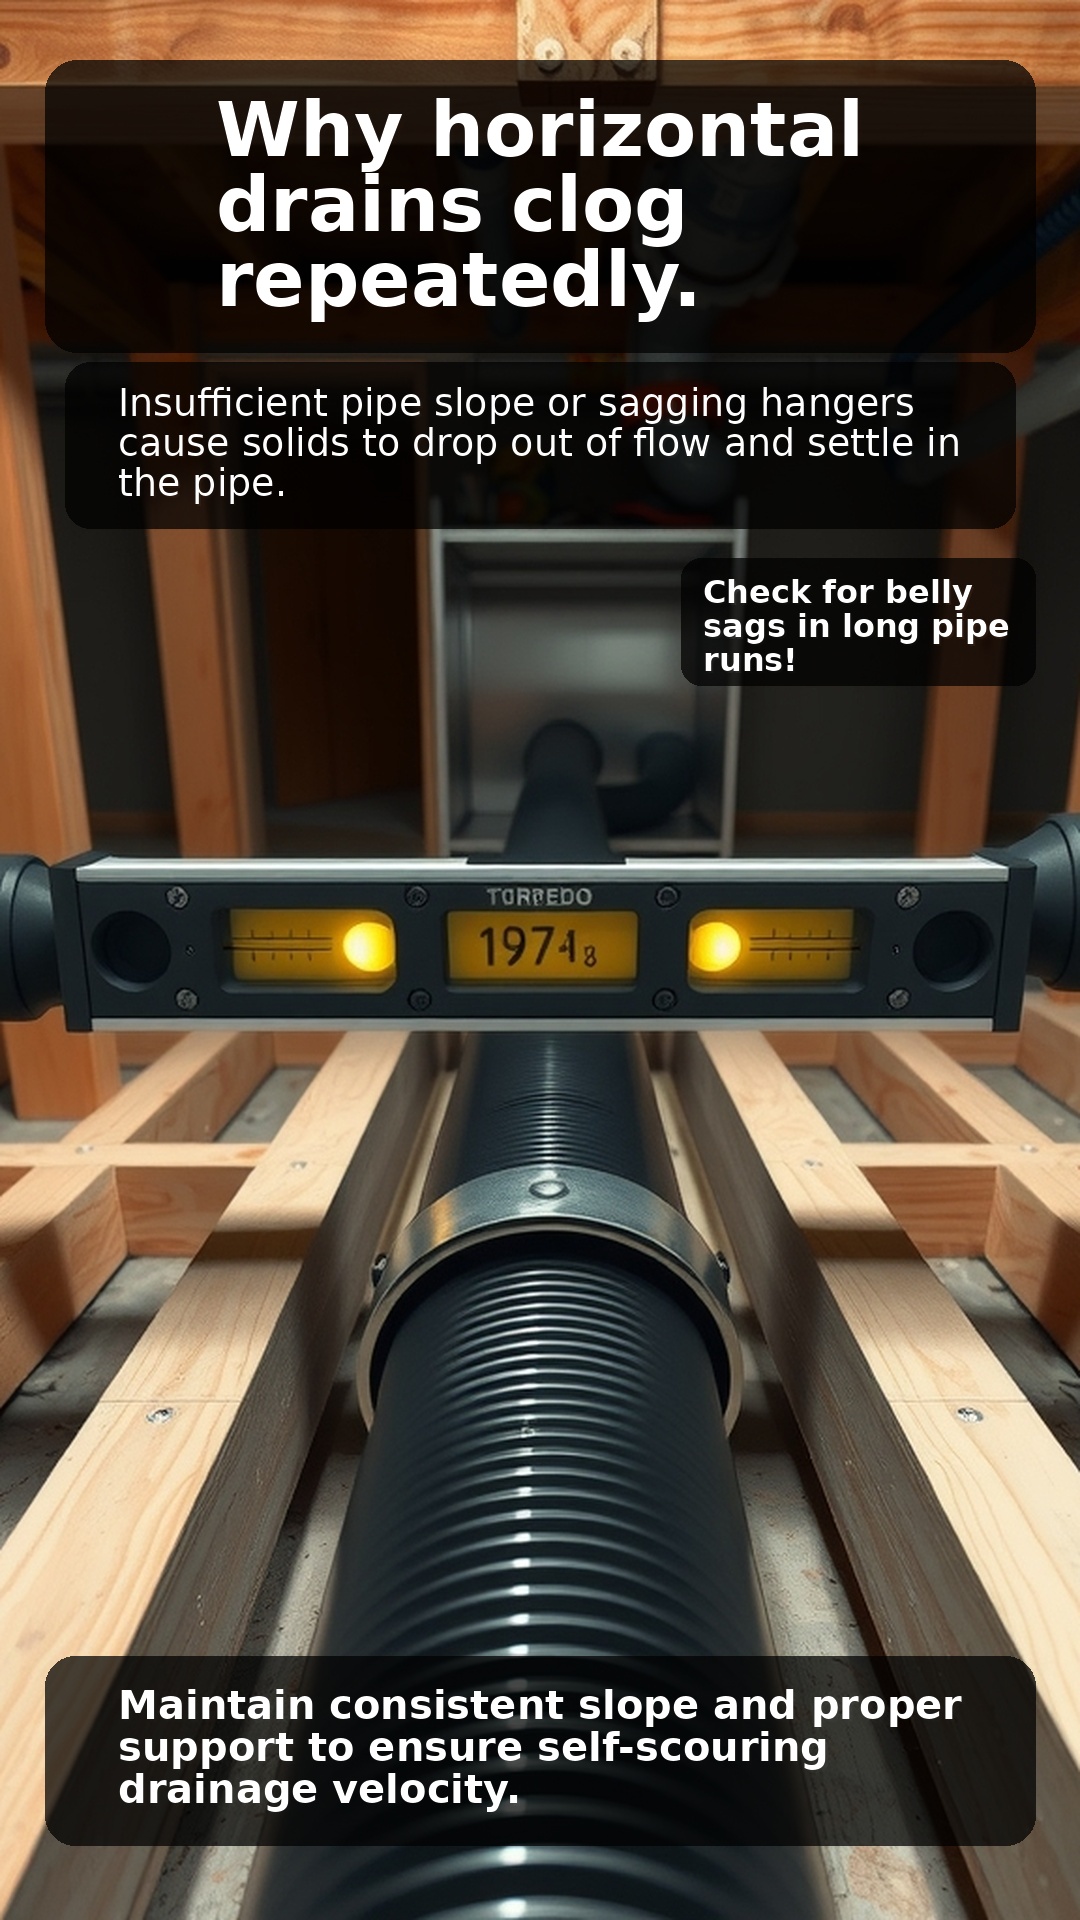 Why horizontal
drains clog
repeatedly.
Insufficient pipe slope or sagging hangers
cause solids to drop out of flow and settle in
the pipe.
Check for belly
sags in long pipe
runs!
TORPEDO
Maintain consistent slope and proper
support to ensure self-scouring
drainage velocity.